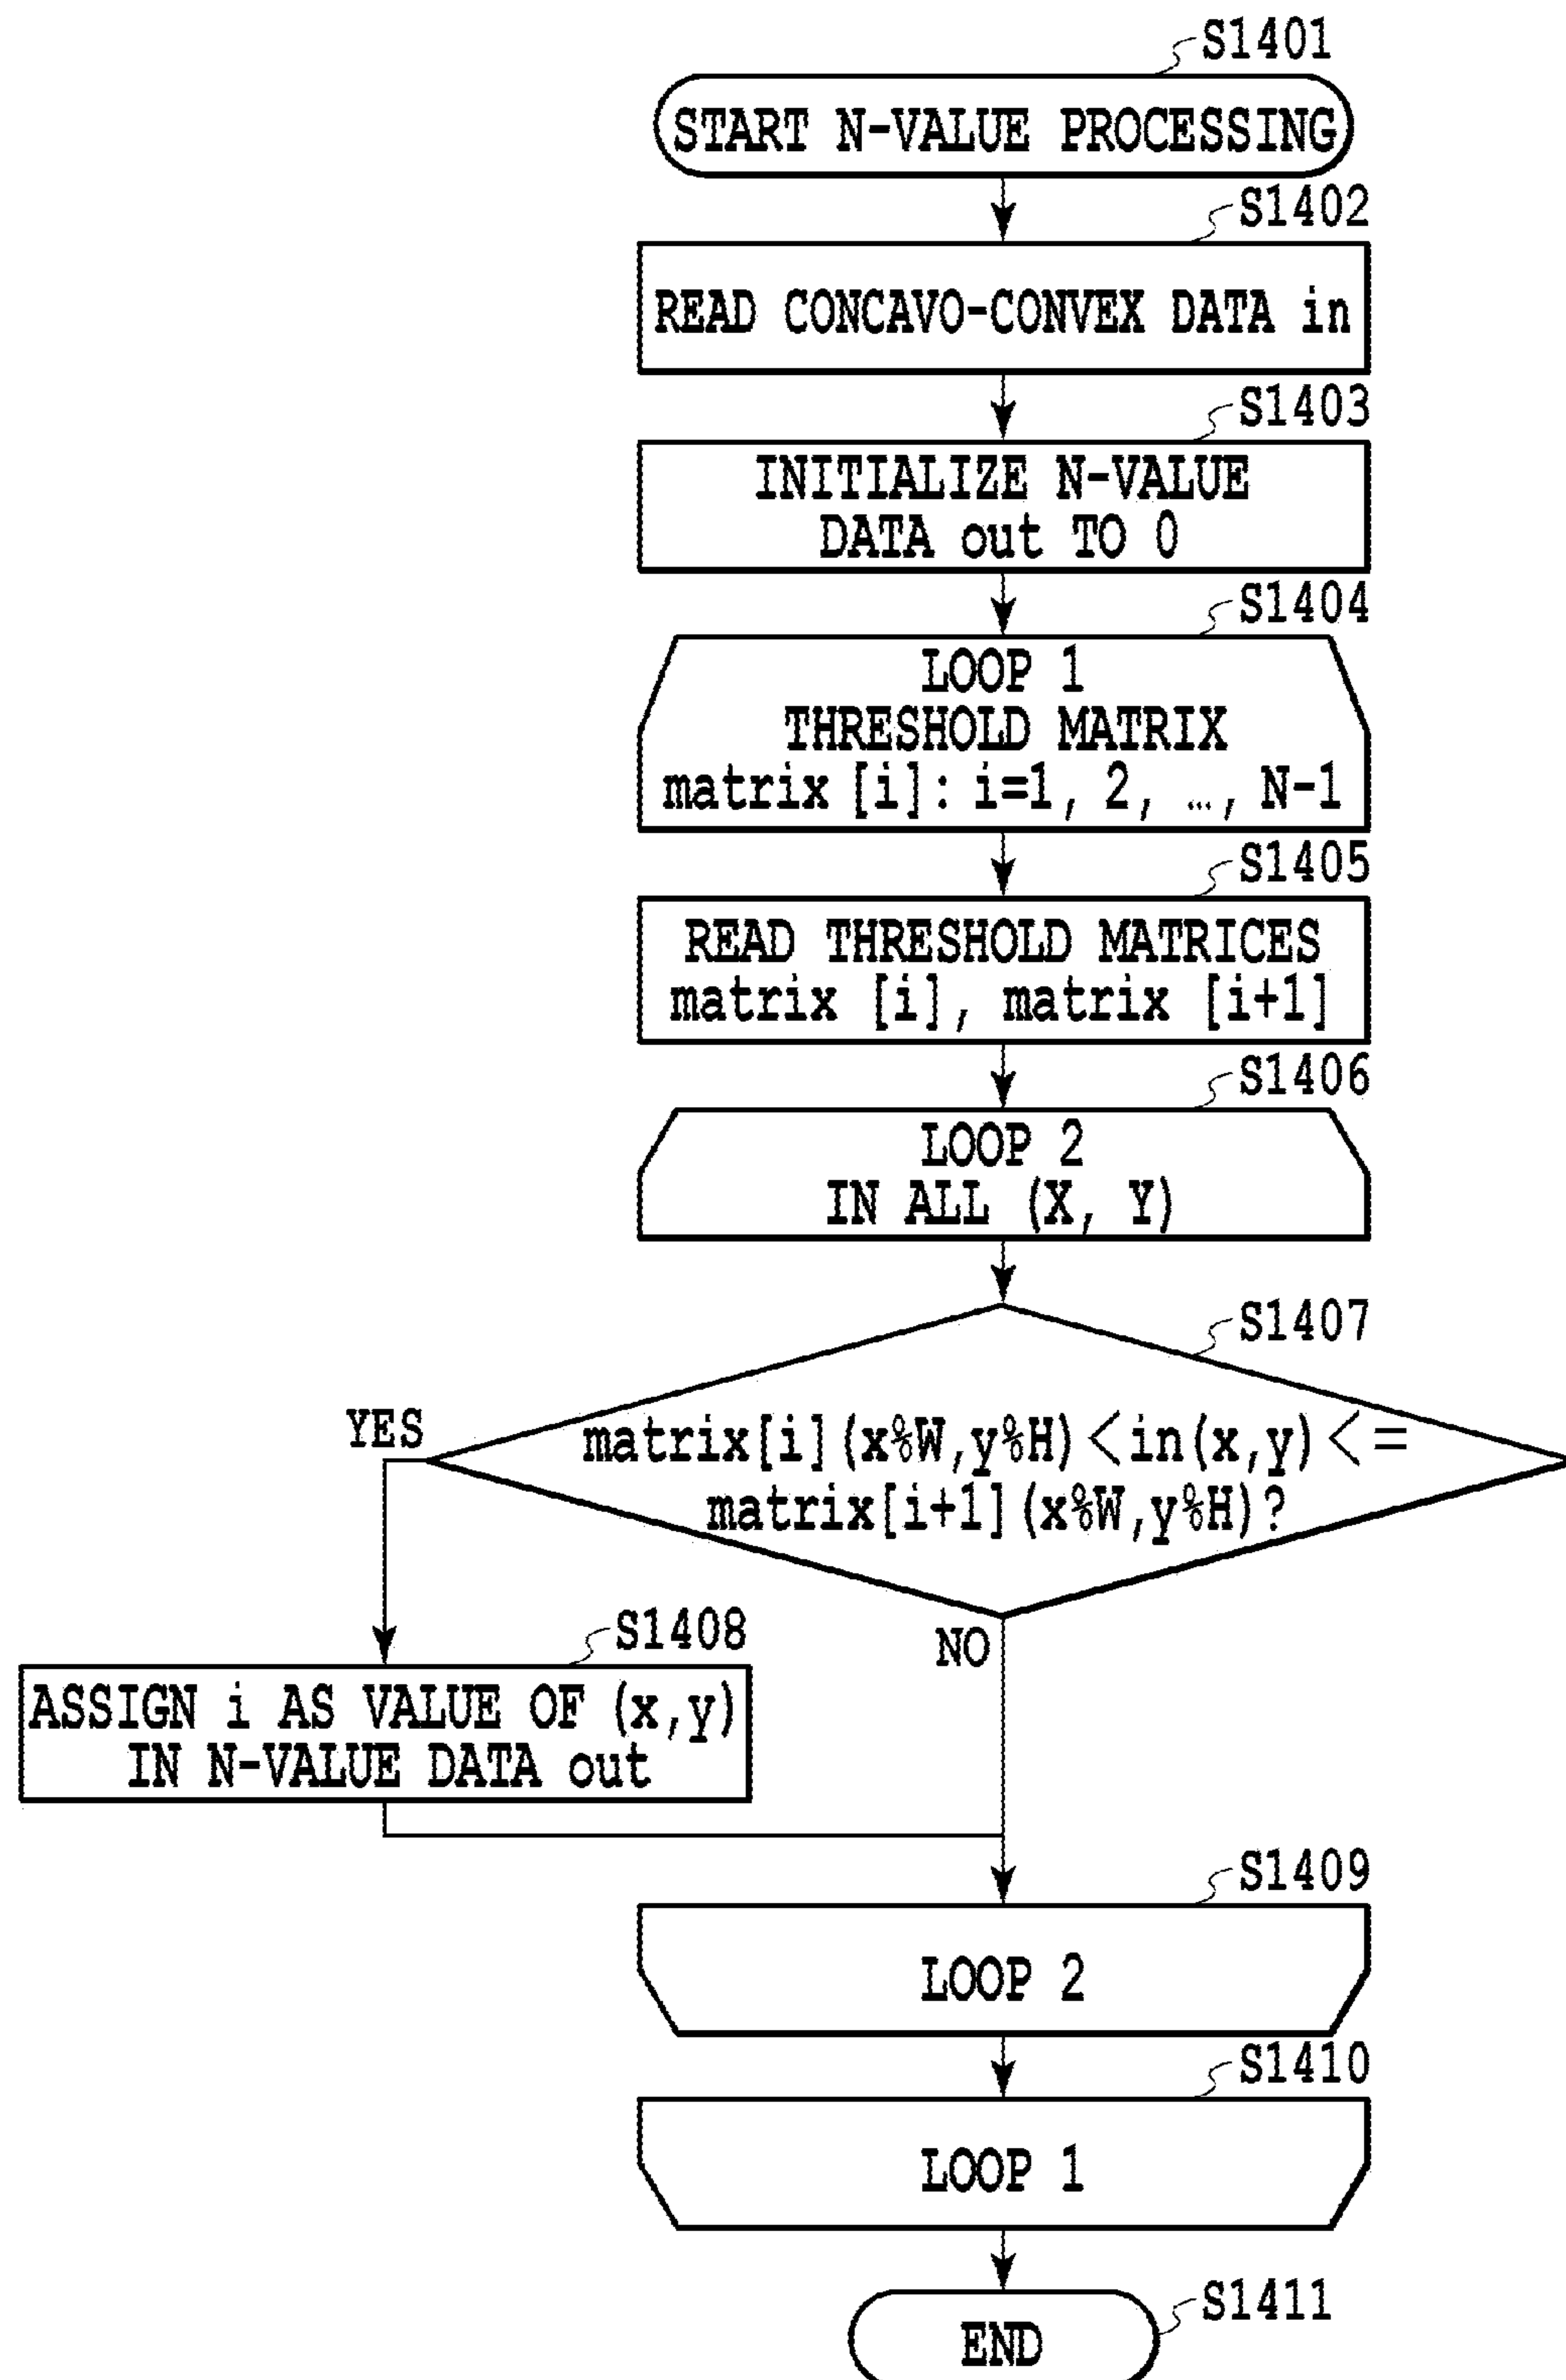 S1401
START N-VALUE PROCESSING
S1402
READ CONCAVO-CONVEX DATA in
S1403
INITIALIZE N-VALUE
DATA out TO 0
S1404
LOOP 1
THRESHOLD MATRIX
matrix [i]: i=1, 2, …, N-1
S1405
READ THRESHOLD MATRICES
matrix [i], matrix [i+1]
S1406
LOOP 2
IN ALL (X, Y)
S1407
YES
matrix[i](x%W,y%H)<in(x,y)<=
matrix[i+1](x%W,y%H)?
NO
S1408
ASSIGN i AS VALUE OF (x,y)
IN N-VALUE DATA out
S1409
LOOP 2
S1410
LOOP 1
S1411
END